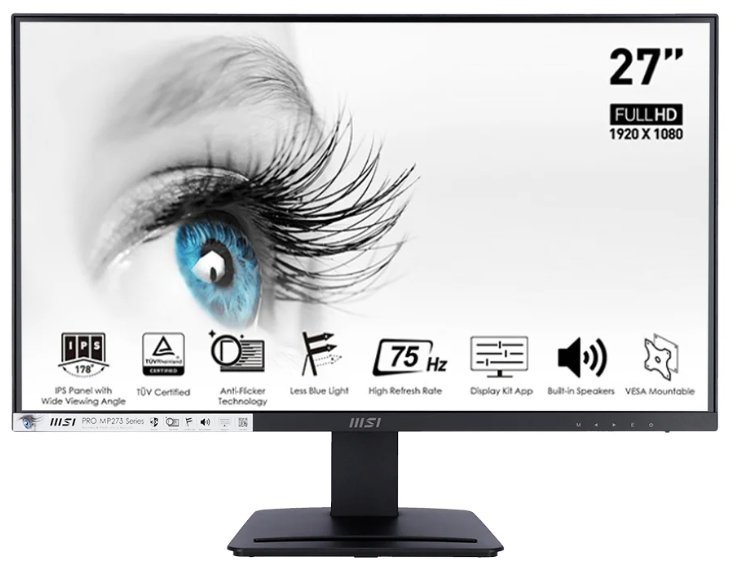 27”
FULL HD
1920 X 1080
IPS
178°
IPS Panel with
Wide Viewing Angle
TÜVRheinland
CERTIFIED
TÜV Certified
Anti-Flicker
Technology
Less Blue Light
75 Hz
High Refresh Rate
Display Kit App
Built-in Speakers
VESA Mountable
MSI PRO MP273 Series
MSI
M